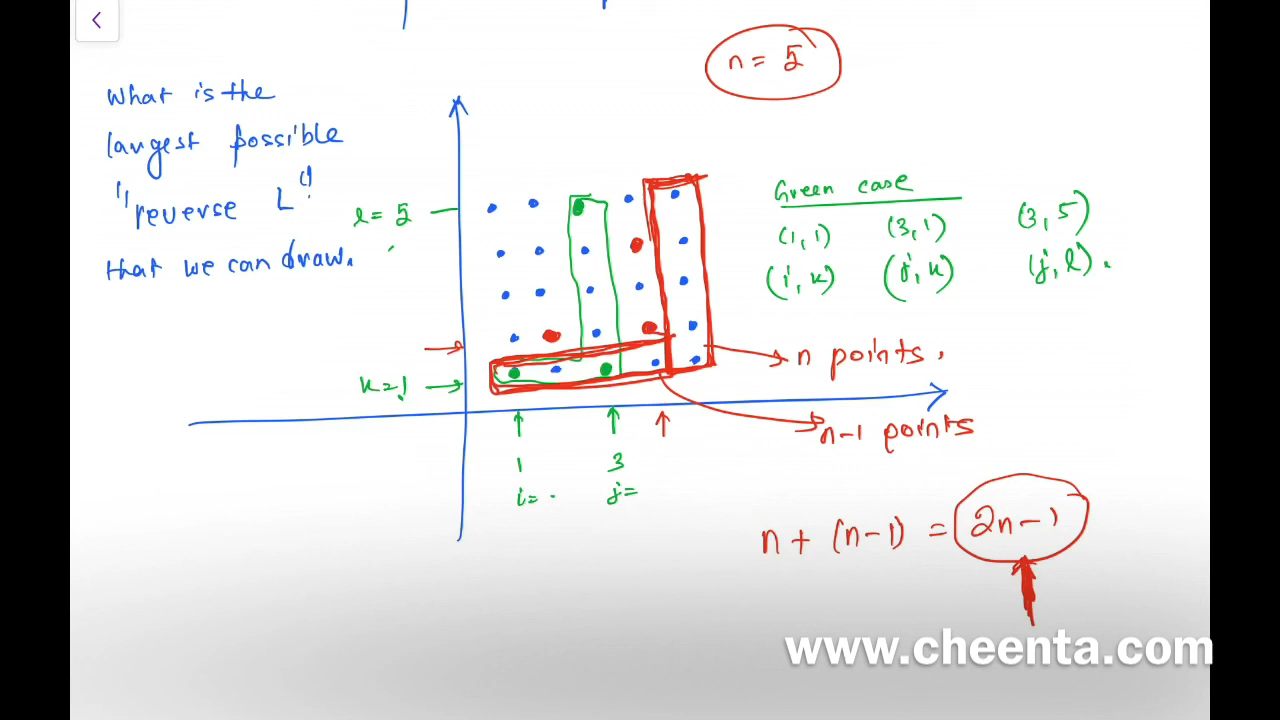 n = 5
What is the
largest possible
"reverse L"
that we can draw.
l = 5
k=1
1
i=
3
j=
Green case
(1,1) (3,1) (3,5)
(i,k) (j,k) (j,l).
n points.
n-1 points
n + (n-1) = 2n-1
www.cheenta.com